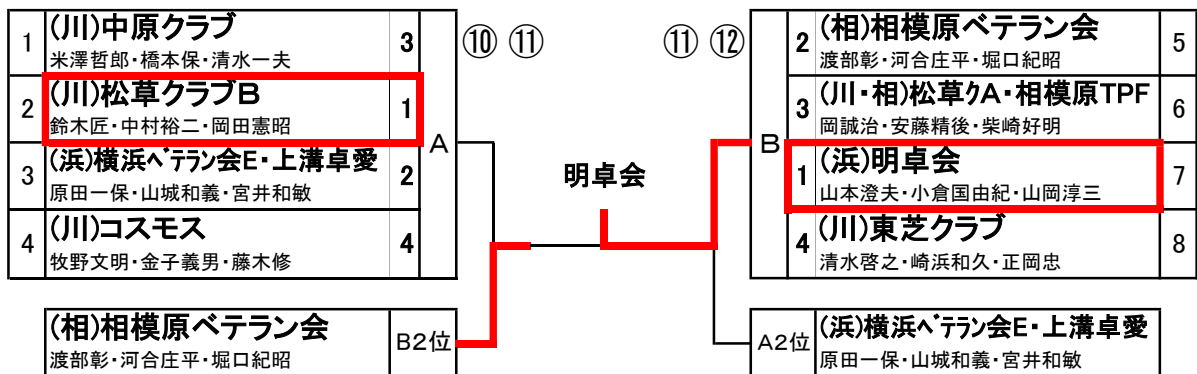 1 (川)中原クラブ 3
米澤哲郎・橋本保・清水一夫
2 (川)松草クラブB 1
鈴木匠・中村裕二・岡田憲昭
3 (浜)横浜ベテラン会E・上溝卓愛 2
原田一保・山城和義・宮井和敏
4 (川)コスモス 4
牧野文明・金子義男・藤木修
A
⑩ ⑪
(相)相模原ベテラン会 B2位
渡部彰・河合庄平・堀口紀昭
明卓会
⑪ ⑫
B
2 (相)相模原ベテラン会 5
渡部彰・河合庄平・堀口紀昭
3 (川・相)松草クA・相模原TPF 6
岡誠治・安藤精後・柴崎好明
1 (浜)明卓会 7
山本澄夫・小倉国由紀・山岡淳三
4 (川)東芝クラブ 8
清水啓之・崎浜和久・正岡忠
A2位 (浜)横浜ベテラン会E・上溝卓愛
原田一保・山城和義・宮井和敏